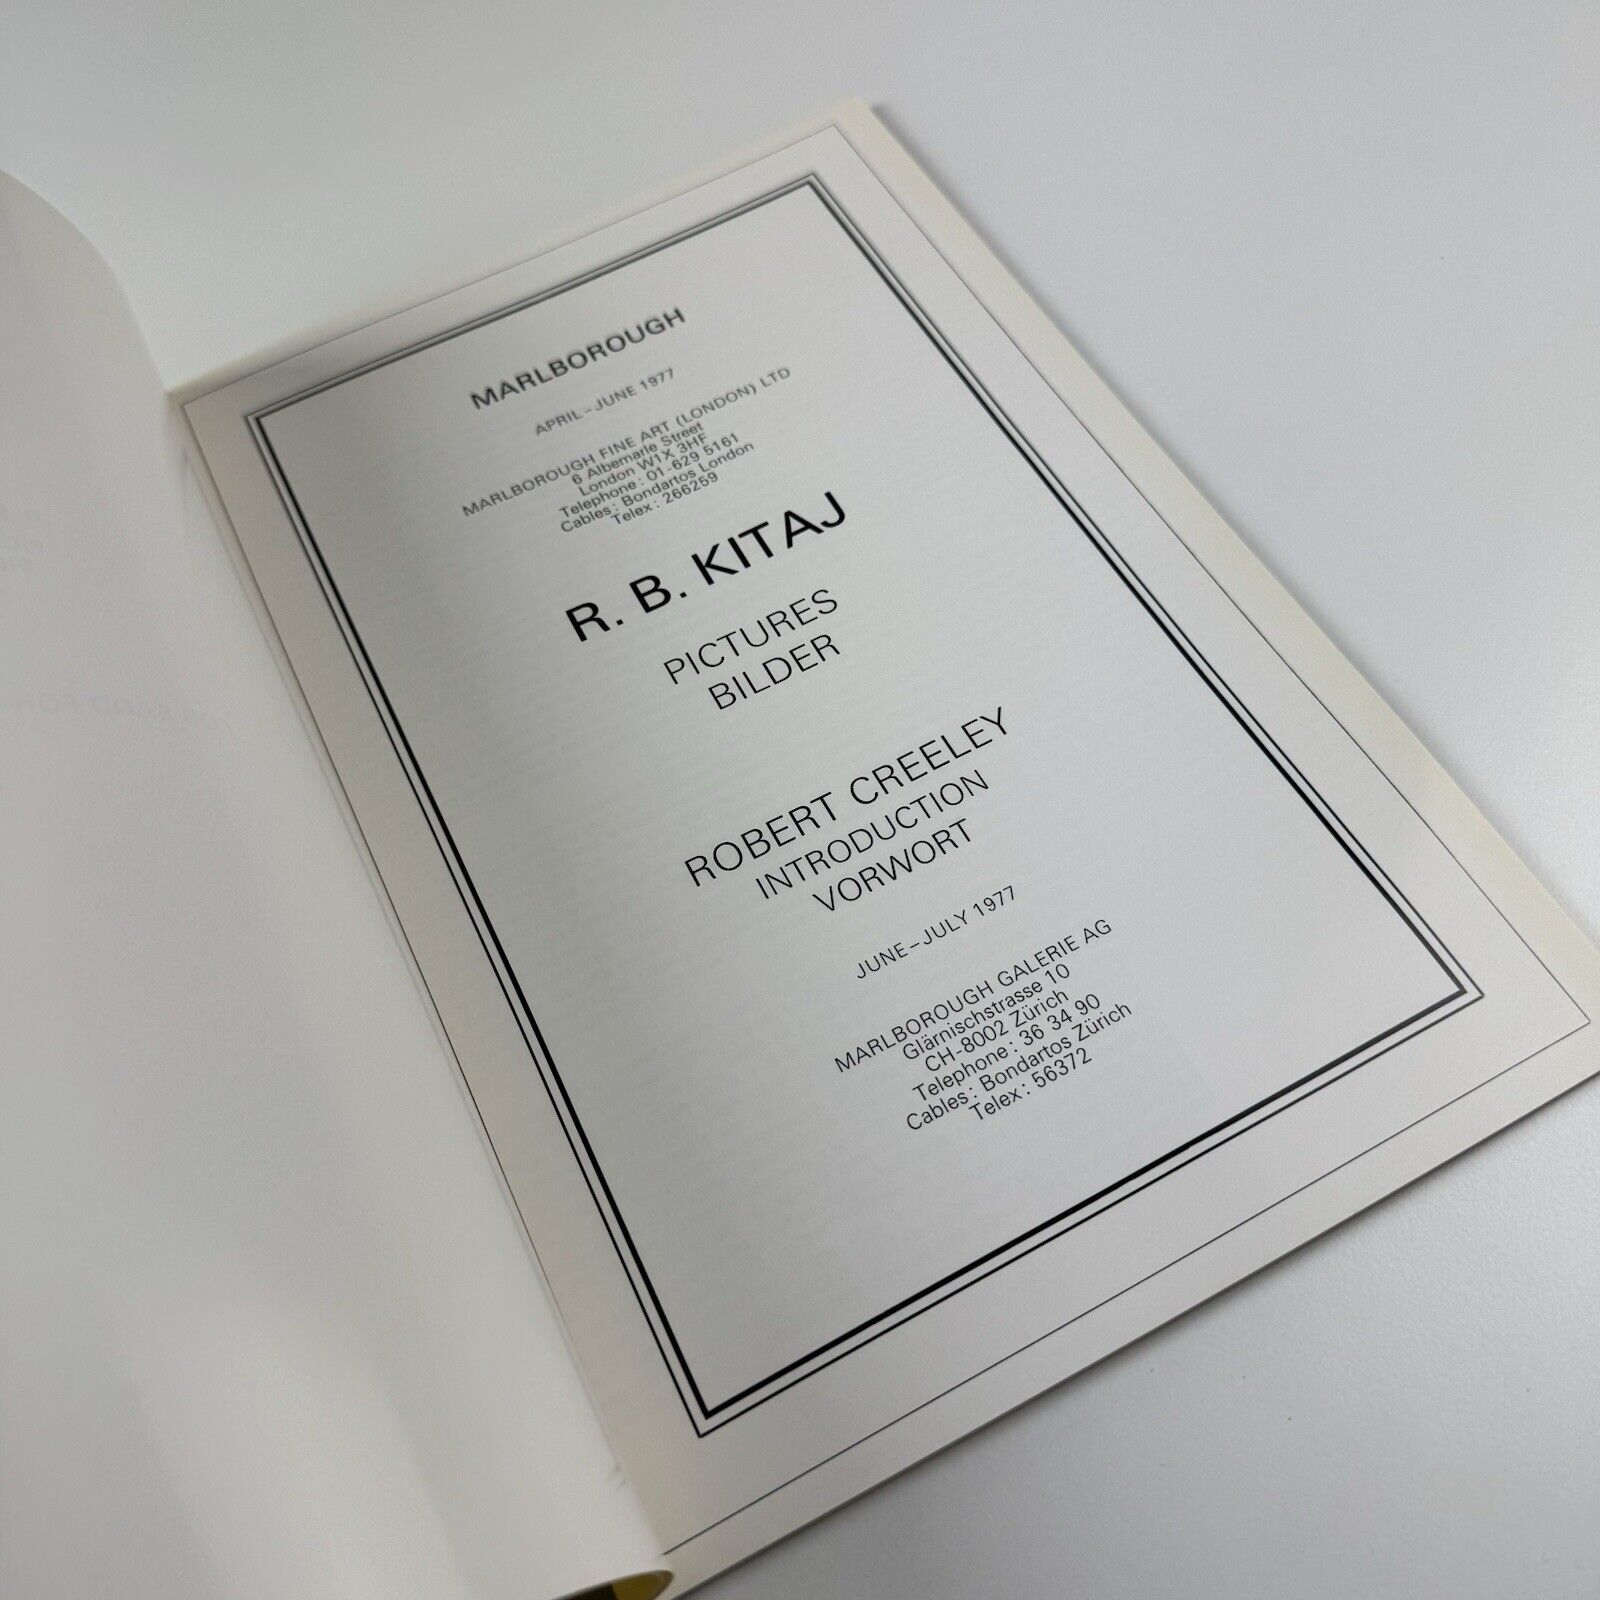 MARLBOROUGH
APRIL–JUNE 1977
MARLBOROUGH FINE ART (LONDON) LTD
6 Albemarle Street
London W1X 3HF
Telephone: 01-629 5161
Cables: Bondartos London
Telex: 266259
R. B. KITAJ
PICTURES
BILDER
ROBERT CREELEY
INTRODUCTION
VORWORT
JUNE–JULY 1977
MARLBOROUGH GALERIE AG
Glärnischstrasse 10
CH-8002 Zürich
Telephone: 36 34 90
Cables: Bondartos Zürich
Telex: 56372